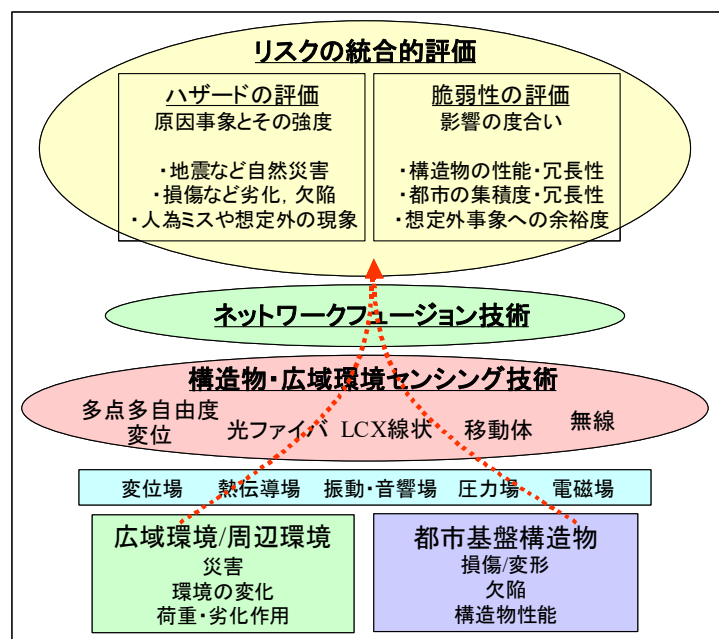 リスクの統合的評価
ハザードの評価
原因事象とその強度
・地震など自然災害
・損傷など劣化, 欠陥
・人為ミスや想定外の現象
脆弱性の評価
影響の度合い
・構造物の性能・冗長性
・都市の集積度・冗長性
・想定外事象への余裕度
ネットワークフュージョン技術
構造物・広域環境センシング技術
多点多自由度
変位
光ファイバ
LCX線状
移動体
無線
変位場 熱伝導場 振動・音響場 圧力場 電磁場
広域環境/周辺環境
災害
環境の変化
荷重・劣化作用
都市基盤構造物
損傷/変形
欠陥
構造物性能